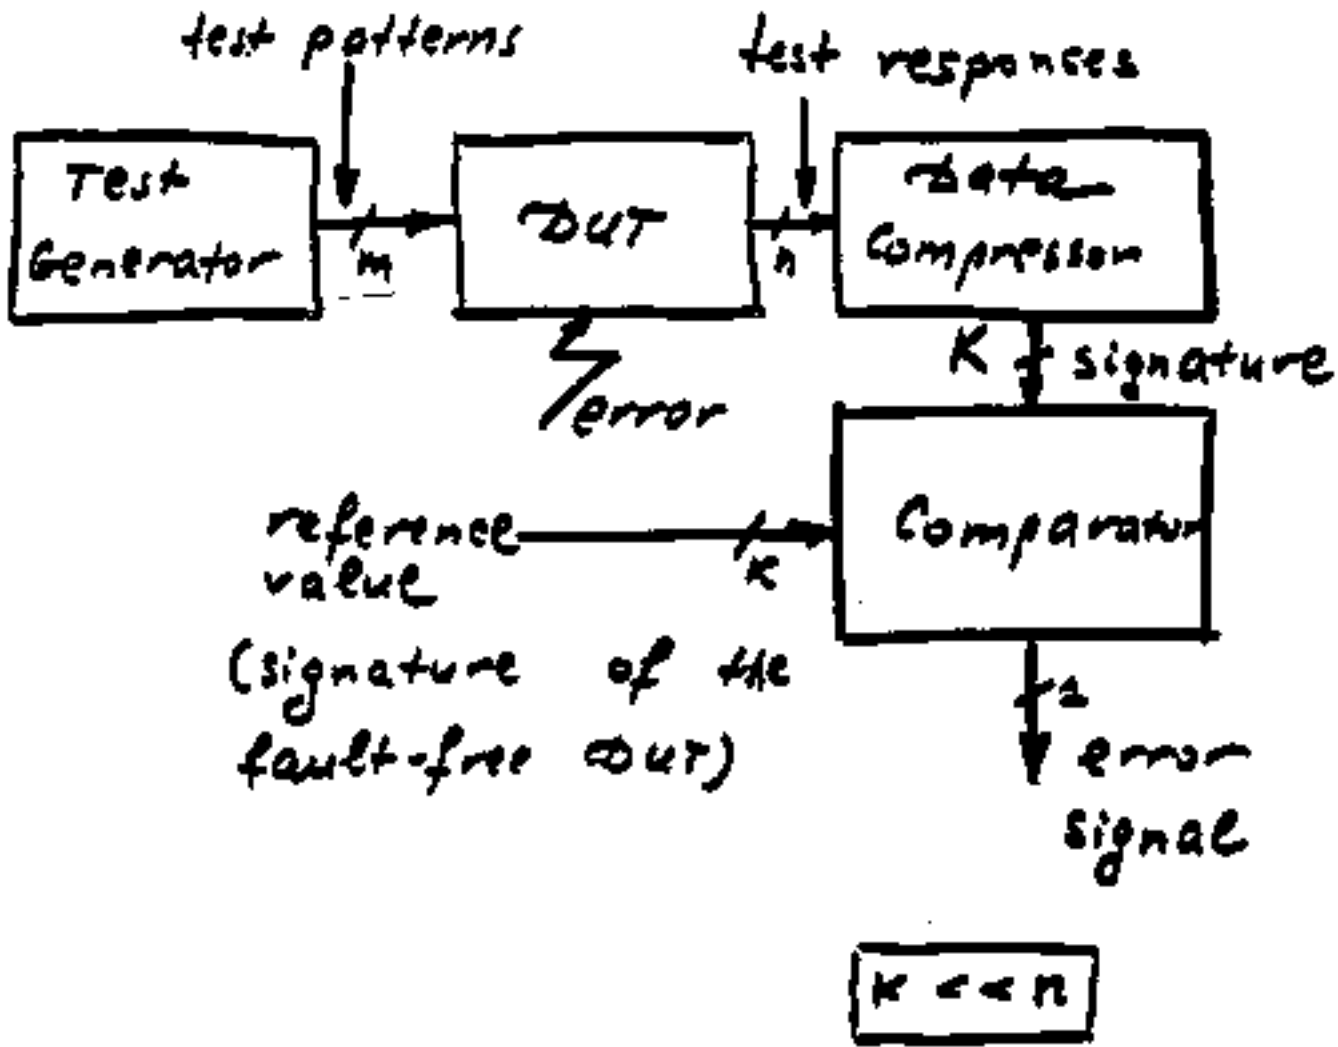 test patterns
test responces
Test
Generator
m
DUT
n
Data
Compressor
error
K signature
reference
value
K
Comparator
(signature of the
fault-free DUT)
1
error
signal
K << n